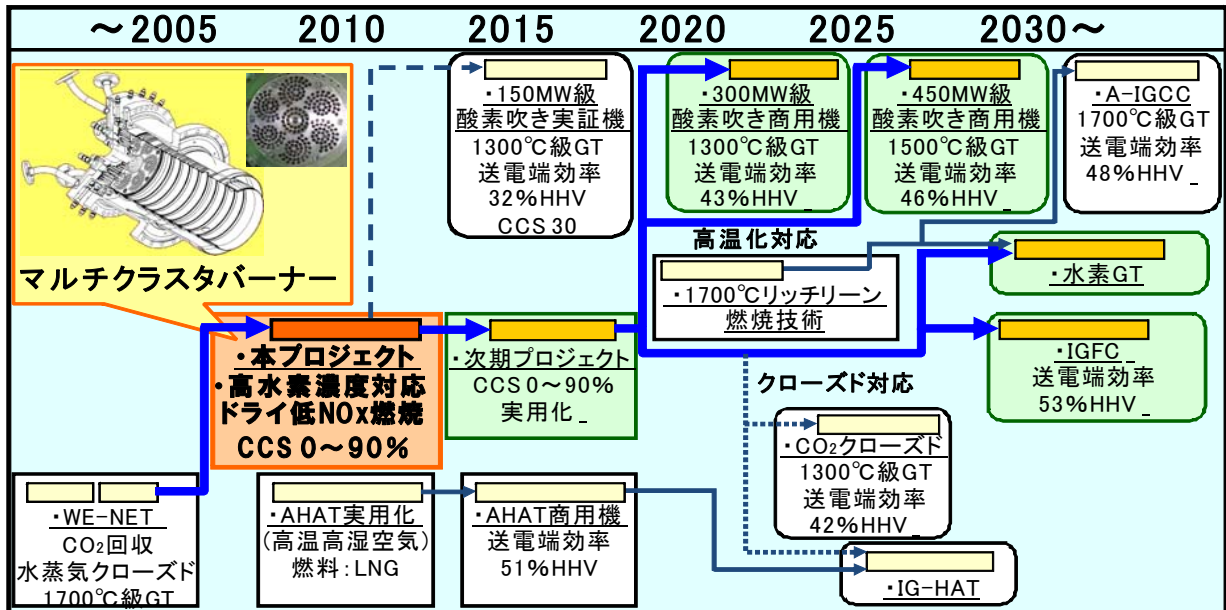 ～2005 2010 2015 2020 2025 2030～
マルチクラスタバーナー
・150MW級
酸素吹き実証機
1300℃級GT
送電端効率
32%HHV
CCS 30
・300MW級
酸素吹き商用機
1300℃級GT
送電端効率
43%HHV
・450MW級
酸素吹き商用機
1500℃級GT
送電端効率
46%HHV
・A-IGCC
1700℃級GT
送電端効率
48%HHV
高温化対応
・1700℃リッチリーン
燃焼技術
・水素GT
・本プロジェクト
・高水素濃度対応
ドライ低NOx燃焼
CCS 0～90%
・次期プロジェクト
CCS 0～90%
実用化
・IGFC
送電端効率
53%HHV
クローズド対応
・CO₂クローズド
1300℃級GT
送電端効率
42%HHV
・WE-NET
CO₂回収
水蒸気クローズド
1700℃級GT
・AHAT実用化
(高温高湿空気)
燃料:LNG
・AHAT商用機
送電端効率
51%HHV
・IG-HAT